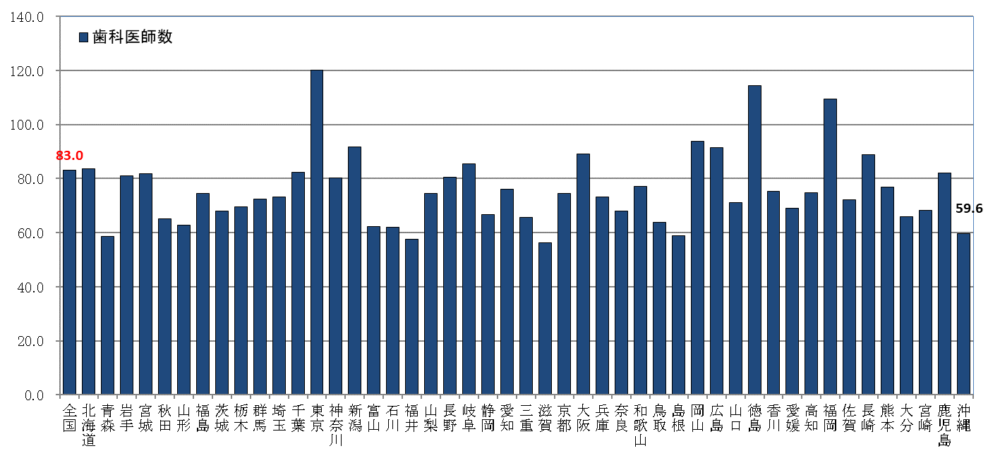 140.0
歯科医師数
120.0
100.0
83.0
80.0
59.6
60.0
40.0
20.0
0.0
全国
北海道
青森
岩手
宮城
秋田
山形
福島
茨城
栃木
群馬
埼玉
千葉
東京
神奈川
新潟
富山
石川
福井
山梨
長野
岐阜
静岡
愛知
三重
滋賀
京都
大阪
兵庫
奈良
和歌山
鳥取
島根
岡山
広島
山口
徳島
香川
愛媛
高知
福岡
佐賀
長崎
熊本
大分
宮崎
鹿児島
沖縄